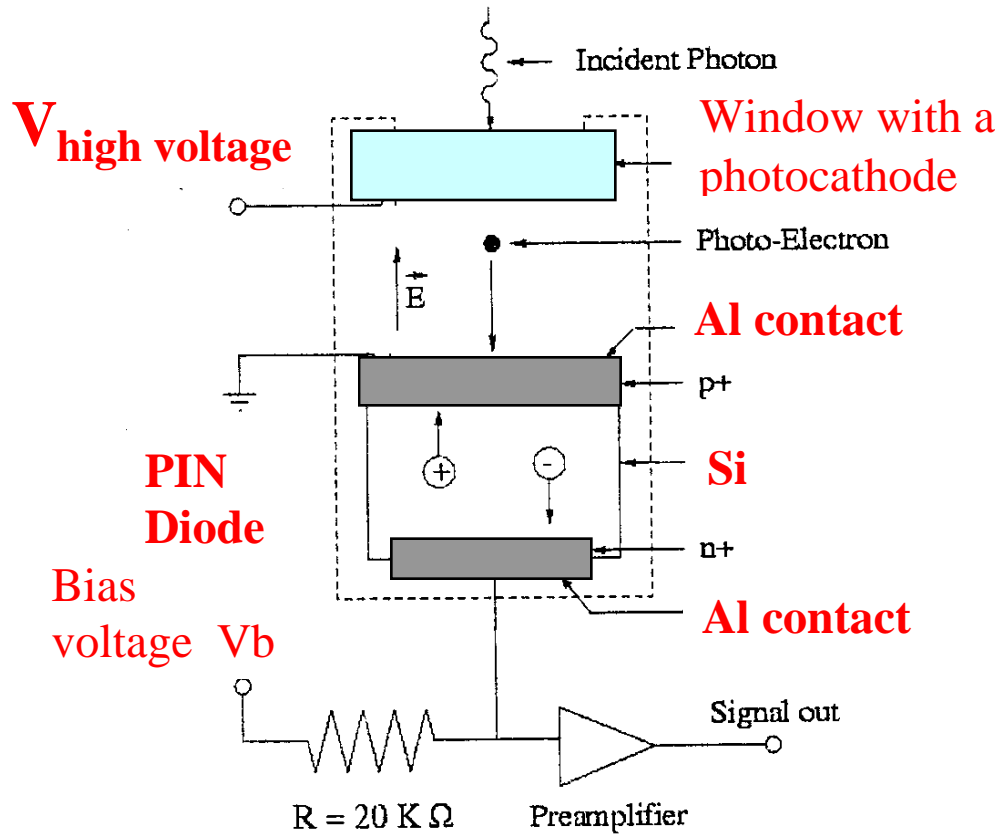 Incident Photon
V high voltage
Window with a
photocathode
Photo-Electron
E
Al contact
p+
+
-
PIN
Diode
Si
n+
Bias
voltage Vb
Al contact
Signal out
R = 20 K Ω
Preamplifier